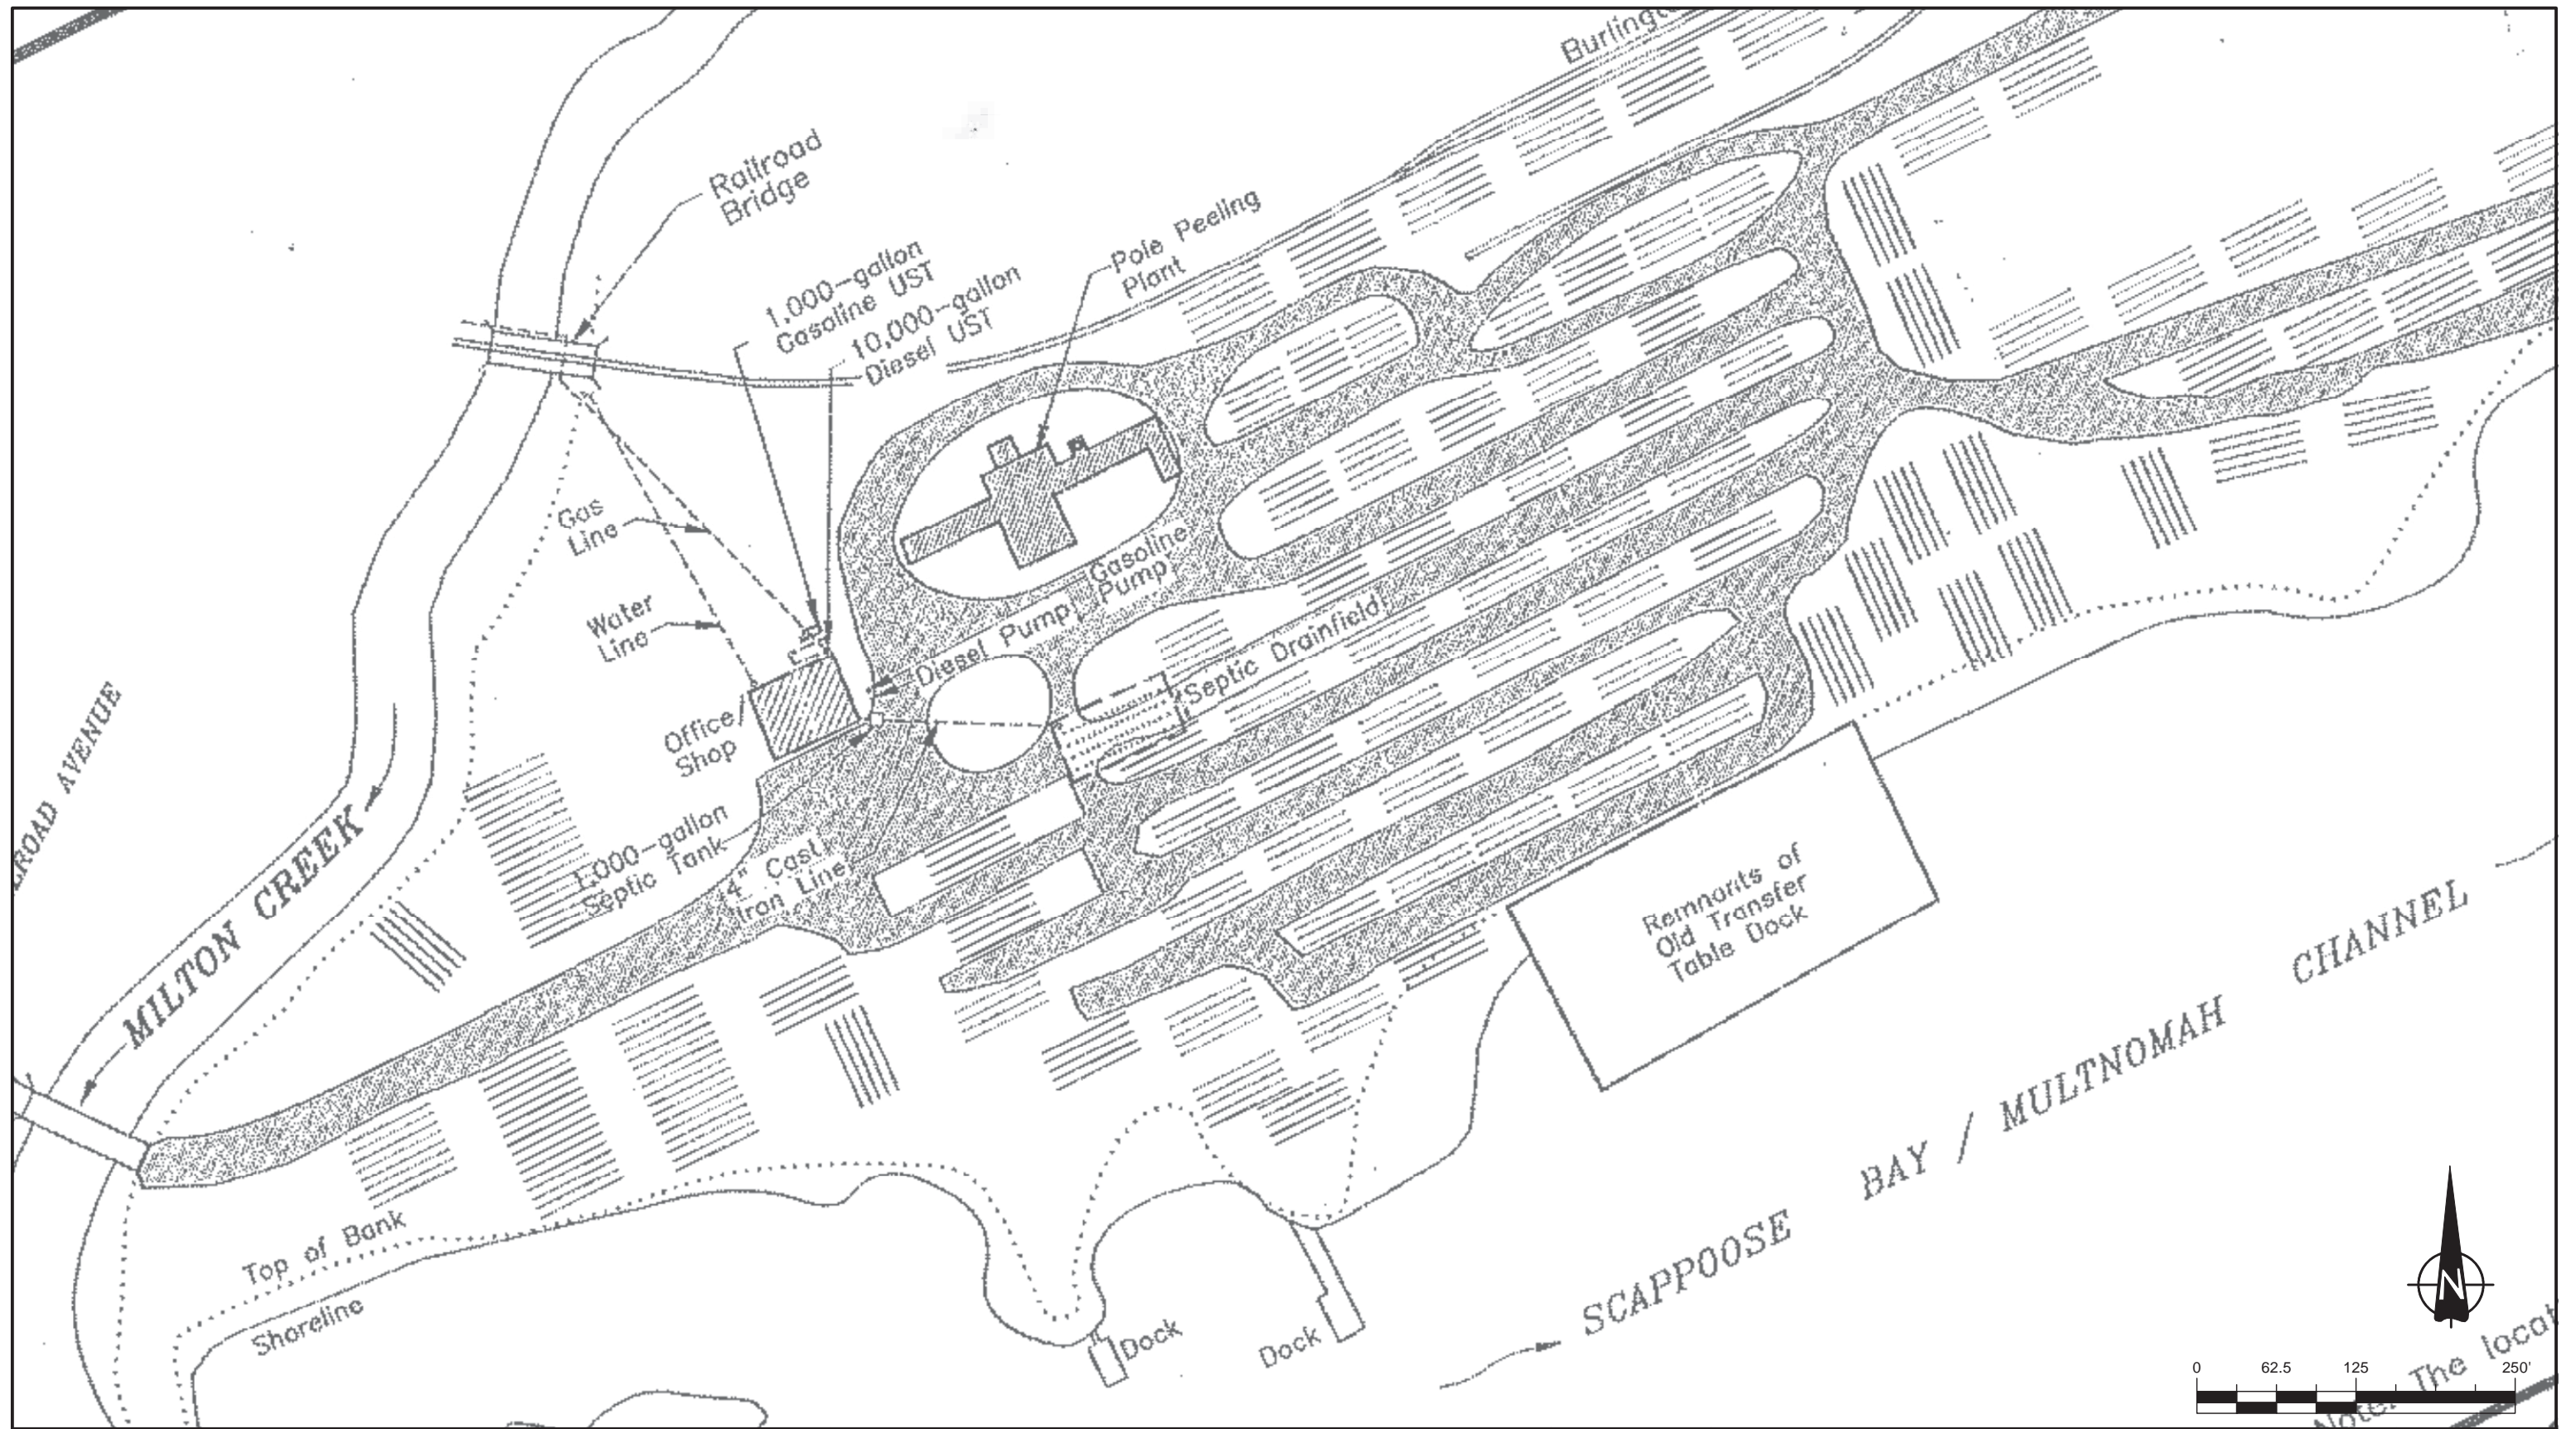 Burlingt
Railroad
Bridge
Pole Peeling
Plant
1,000-gallon
Gasoline UST
10,000-gallon
Diesel UST
Gas
Line
Gasoline
Pump
Water
Line
Diesel Pump
Septic Drainfield
Office/
Shop
ROAD AVENUE
1,000-gallon
Septic Tank
4" Cast
Iron Line
MILTON CREEK
Remnants of
Old Transfer
Table Dock
SCAPPOOSE BAY / MULTNOMAH CHANNEL
Top of Bank
Shoreline
Dock
Dock
N
0 62.5 125 250'
Note: The locat